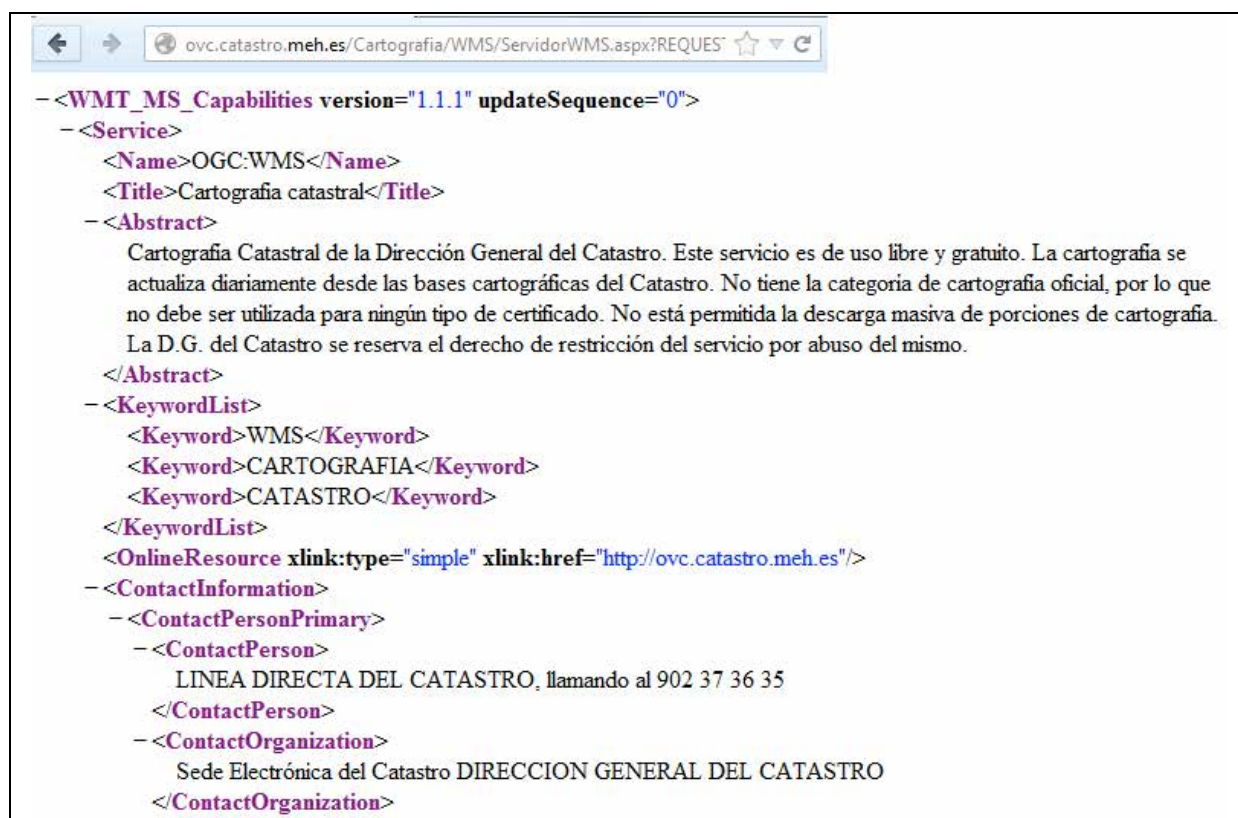 ovc.catastro.meh.es/Cartografia/WMS/ServidorWMS.aspx?REQUEST
−<WMT_MS_Capabilities version="1.1.1" updateSequence="0">
−<Service>
<Name>OGC:WMS</Name>
<Title>Cartografia catastral</Title>
−<Abstract>
Cartografía Catastral de la Dirección General del Catastro. Este servicio es de uso libre y gratuito. La cartografía se
actualiza diariamente desde las bases cartográficas del Catastro. No tiene la categoría de cartografía oficial, por lo que
no debe ser utilizada para ningún tipo de certificado. No está permitida la descarga masiva de porciones de cartografía.
La D.G. del Catastro se reserva el derecho de restricción del servicio por abuso del mismo.
</Abstract>
−<KeywordList>
<Keyword>WMS</Keyword>
<Keyword>CARTOGRAFIA</Keyword>
<Keyword>CATASTRO</Keyword>
</KeywordList>
<OnlineResource xlink:type="simple" xlink:href="http://ovc.catastro.meh.es"/>
−<ContactInformation>
−<ContactPersonPrimary>
−<ContactPerson>
LINEA DIRECTA DEL CATASTRO, llamando al 902 37 36 35
</ContactPerson>
−<ContactOrganization>
Sede Electrónica del Catastro DIRECCION GENERAL DEL CATASTRO
</ContactOrganization>